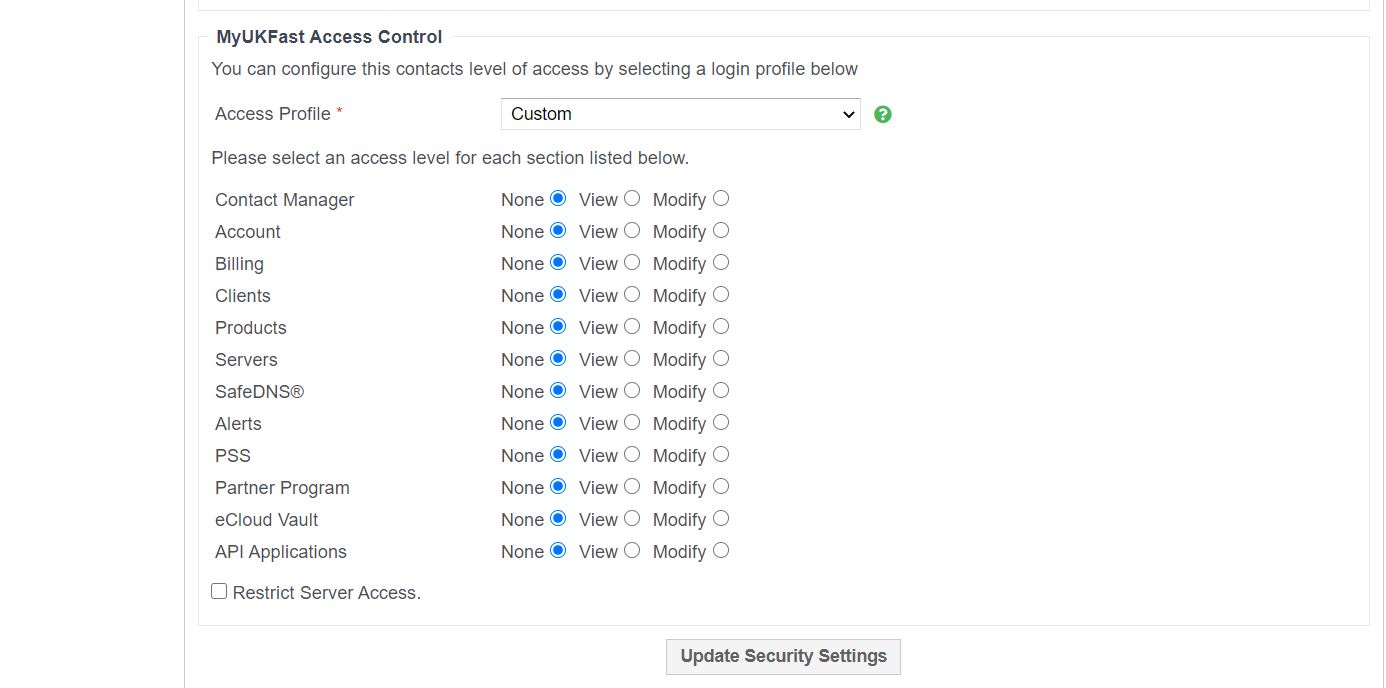 MyUKFast Access Control
You can configure this contacts level of access by selecting a login profile below
Access Profile * Custom ?
Please select an access level for each section listed below.
Contact Manager None View Modify
Account None View Modify
Billing None View Modify
Clients None View Modify
Products None View Modify
Servers None View Modify
SafeDNS® None View Modify
Alerts None View Modify
PSS None View Modify
Partner Program None View Modify
eCloud Vault None View Modify
API Applications None View Modify
Restrict Server Access.
Update Security Settings